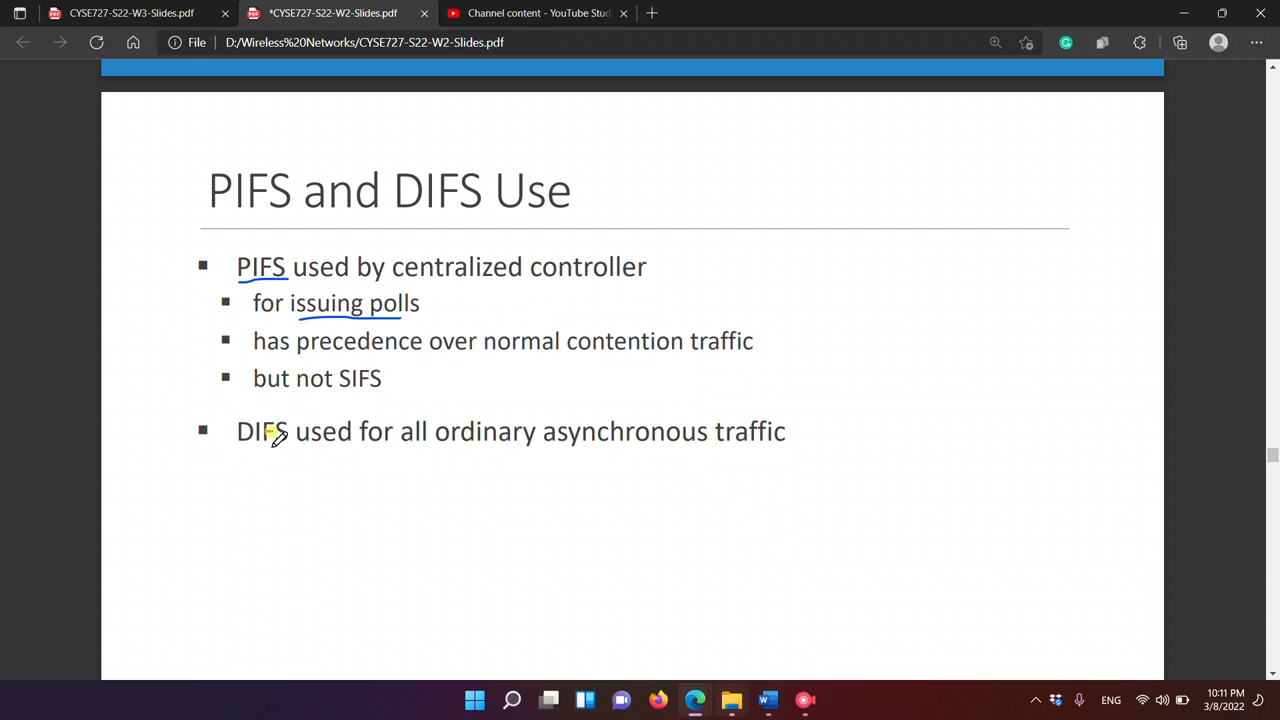 CYSE727-S22-W3-Slides.pdf
*CYSE727-S22-W2-Slides.pdf
Channel content - YouTube Stud
File D:/Wireless%20Networks/CYSE727-S22-W2-Slides.pdf
PIFS and DIFS Use
▪ PIFS used by centralized controller
▪ for issuing polls
▪ has precedence over normal contention traffic
▪ but not SIFS
▪ DIFS used for all ordinary asynchronous traffic
ENG
10:11 PM
3/8/2022